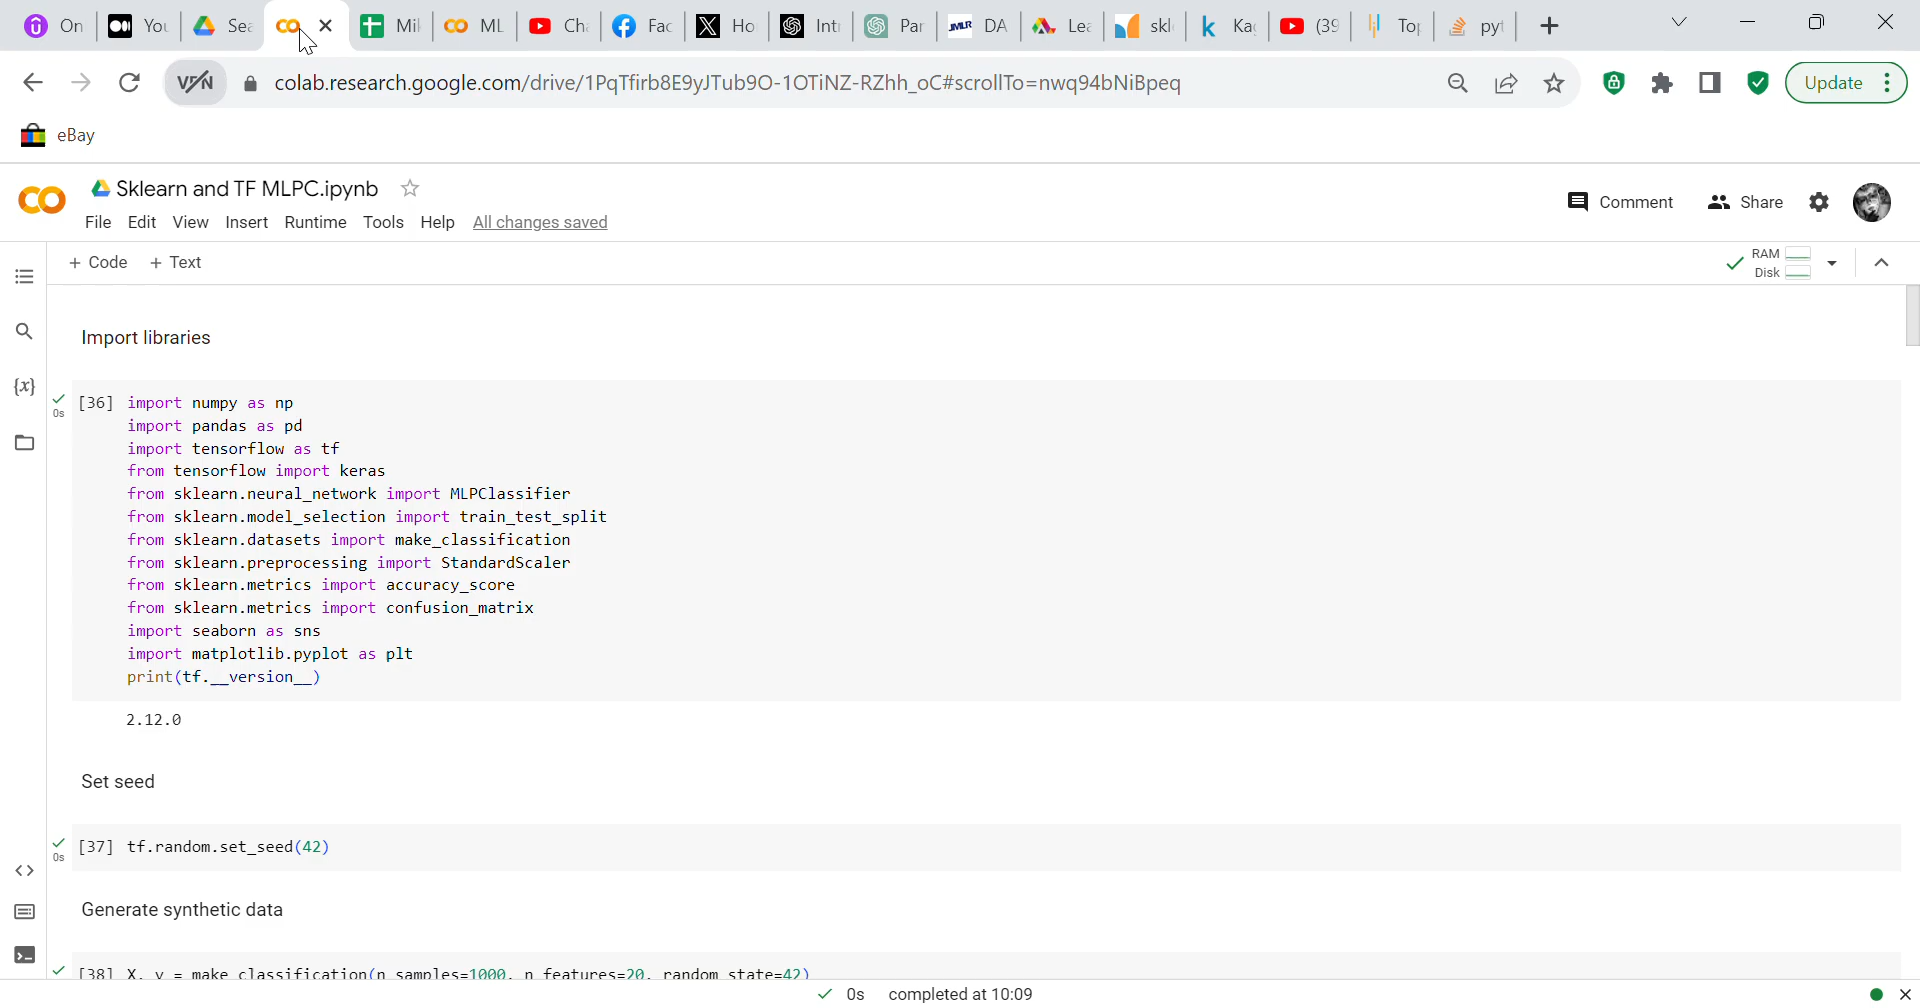 On
You
Sea
Mi
ML
Ch
Fac
Ho
Int
Par
JMLR DA
Lea
skl
k Ka
(39
To
pyt
VPN colab.research.google.com/drive/1PqTfirb8E9yJTub9O-1OTiNZ-RZhh_oC#scrollTo=nwq94bNiBpeq
Update
eBay
Sklearn and TF MLPC.ipynb
Comment Share
File Edit View Insert Runtime Tools Help All changes saved
+ Code + Text
RAM
Disk
Import libraries
{x}
0s
[36] import numpy as np
import pandas as pd
import tensorflow as tf
from tensorflow import keras
from sklearn.neural_network import MLPClassifier
from sklearn.model_selection import train_test_split
from sklearn.datasets import make_classification
from sklearn.preprocessing import StandardScaler
from sklearn.metrics import accuracy_score
from sklearn.metrics import confusion_matrix
import seaborn as sns
import matplotlib.pyplot as plt
print(tf.__version__)
2.12.0
Set seed
0s
[37] tf.random.set_seed(42)
Generate synthetic data
[38] X, y = make_classification(n_samples=1000, n_features=20, random_state=42)
0s completed at 10:09